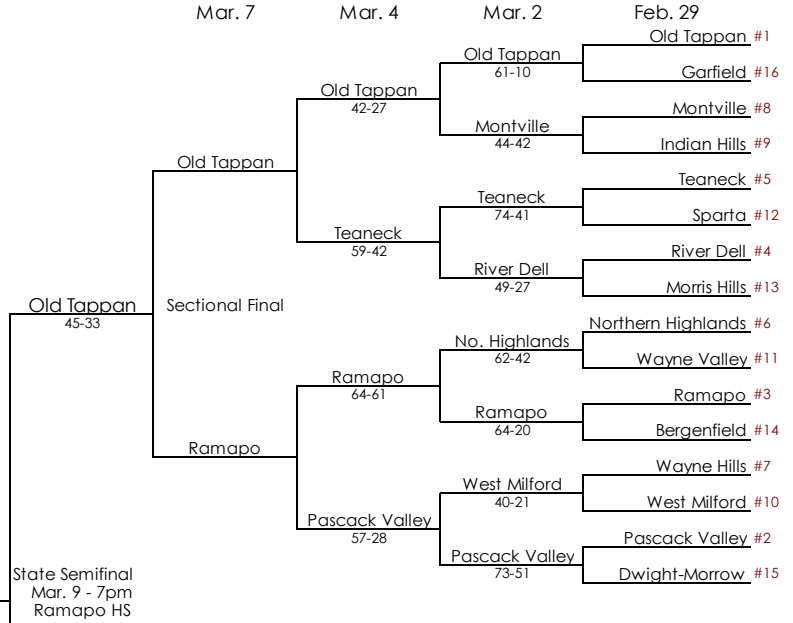 Mar. 7 Mar. 4 Mar. 2 Feb. 29
Old Tappan #1
Old Tappan
61-10
Garfield #16
Old Tappan
42-27
Montville #8
Montville
44-42
Indian Hills #9
Old Tappan
Teaneck #5
Teaneck
74-41
Sparta #12
Teaneck
59-42
River Dell #4
River Dell
49-27
Morris Hills #13
Old Tappan
45-33
Sectional Final
Northern Highlands #6
No. Highlands
62-42
Wayne Valley #11
Ramapo
64-61
Ramapo #3
Ramapo
64-20
Bergenfield #14
Ramapo
Wayne Hills #7
West Milford
40-21
West Milford #10
Pascack Valley
57-28
Pascack Valley #2
Pascack Valley
73-51
Dwight-Morrow #15
State Semifinal
Mar. 9 - 7pm
Ramapo HS